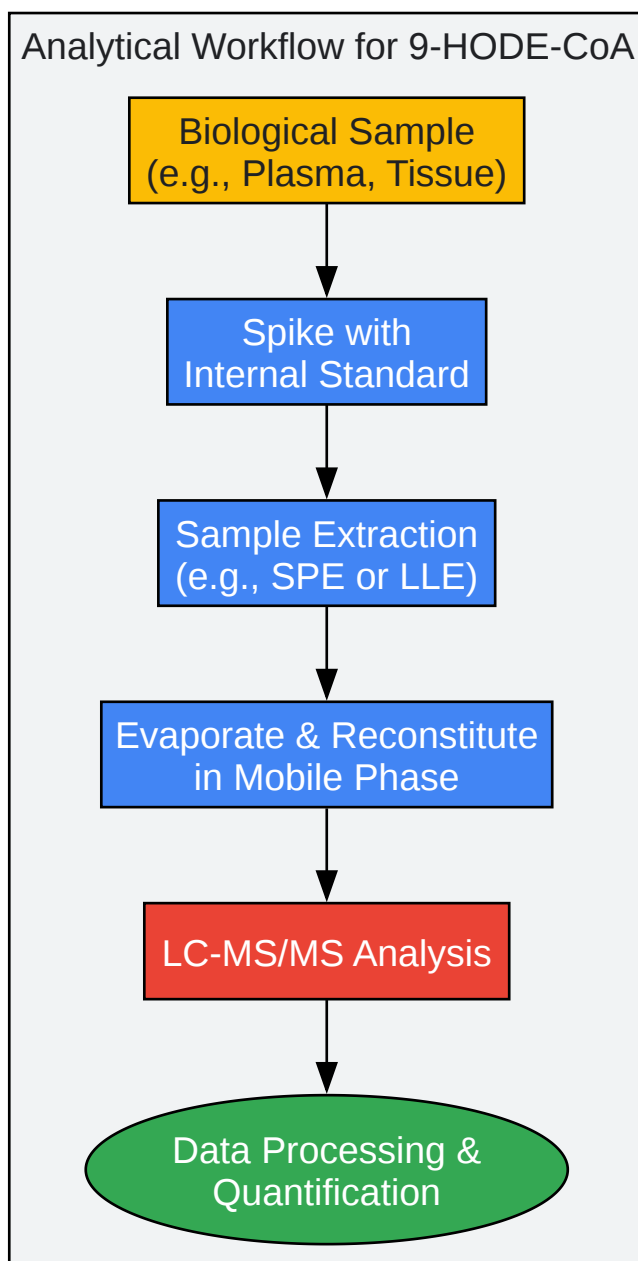 Analytical Workflow for 9-HODE-CoA
Biological Sample
(e.g., Plasma, Tissue)
Spike with
Internal Standard
Sample Extraction
(e.g., SPE or LLE)
Evaporate & Reconstitute
in Mobile Phase
LC-MS/MS Analysis
Data Processing &
Quantification